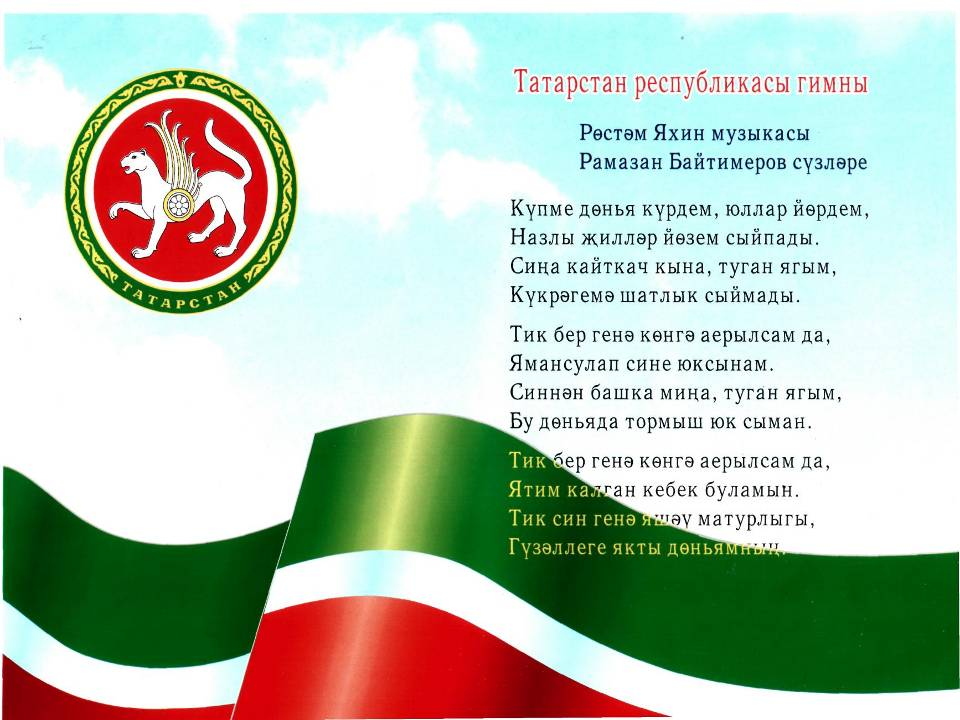 ТАТАРСТАН
Татарстан республикасы гимны
Рөстәм Яхин музыкасы
Рамазан Байтимеров сүзләре
Күпме дөнья күрдем, юллар йөрдем,
Назлы җилләр йөзем сыйпады.
Сиңа кайткач кына, туган ягым,
Күкрәгемә шатлык сыймады.
Тик бер генә көнгә аерылсам да,
Ямансулап сине юксынам.
Синнән башка миңа, туган ягым,
Бу дөньяда тормыш юк сыман.
Тик бер генә көнгә аерылсам да,
Ятим калган кебек буламын.
Тик син генә яшәү матурлыгы,
Гүзәллеге якты дөньямның.